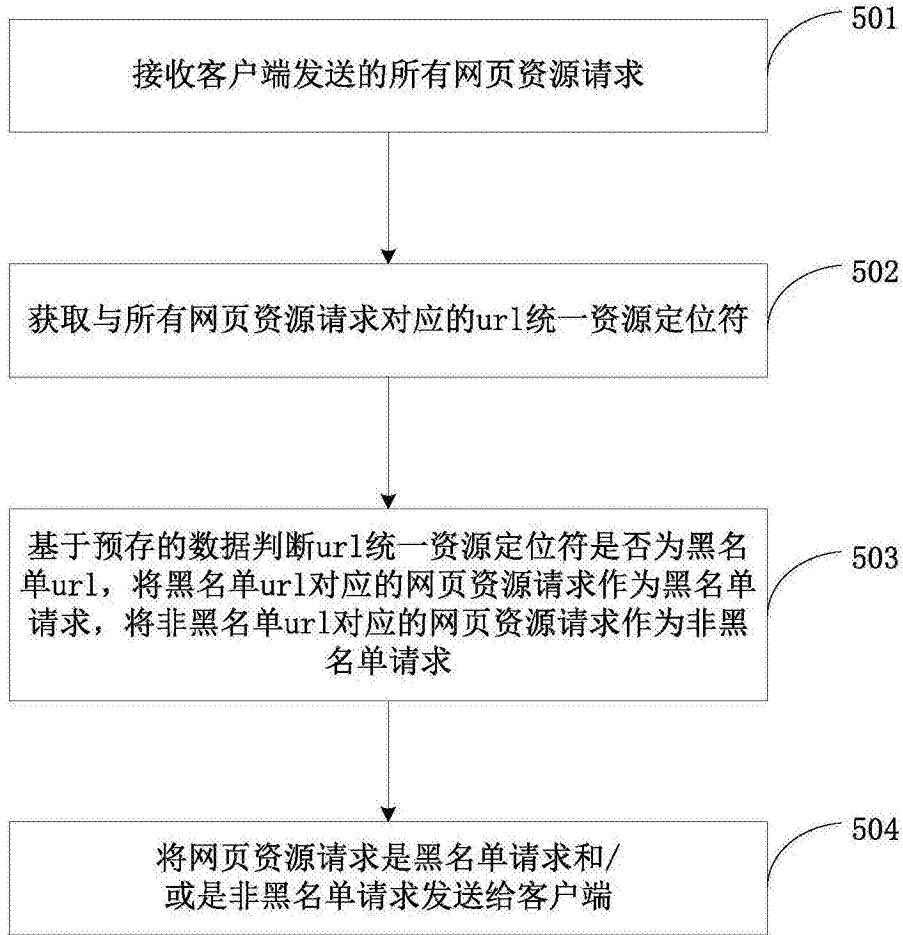 501
接收客户端发送的所有网页资源请求
502
获取与所有网页资源请求对应的url统一资源定位符
基于预存的数据判断url统一资源定位符是否为黑名
单url，将黑名单url对应的网页资源请求作为黑名单
请求，将非黑名单url对应的网页资源请求作为非黑
名单请求
503
将网页资源请求是黑名单请求和/
或是非黑名单请求发送给客户端
504